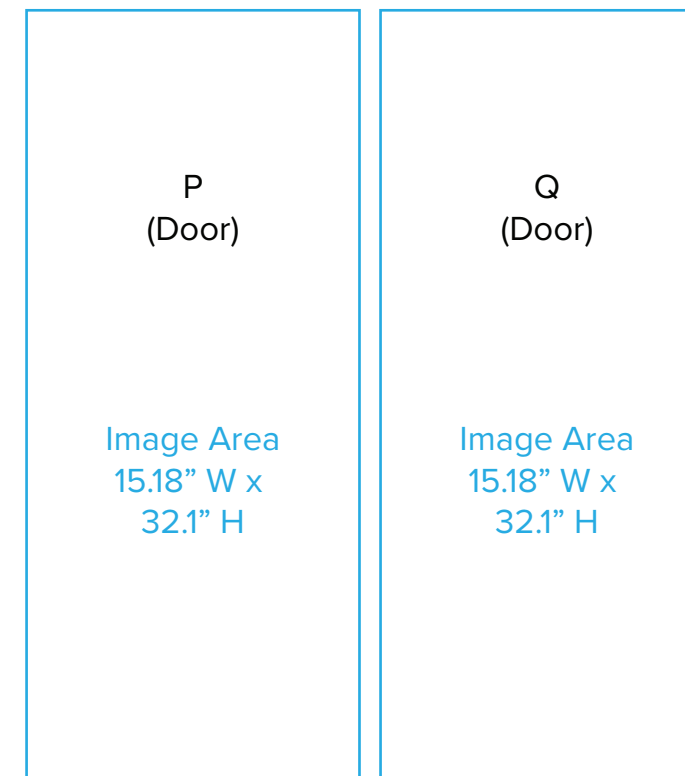 P
(Door)
Image Area
15.18” W x
32.1” H
Q
(Door)
Image Area
15.18” W x
32.1” H